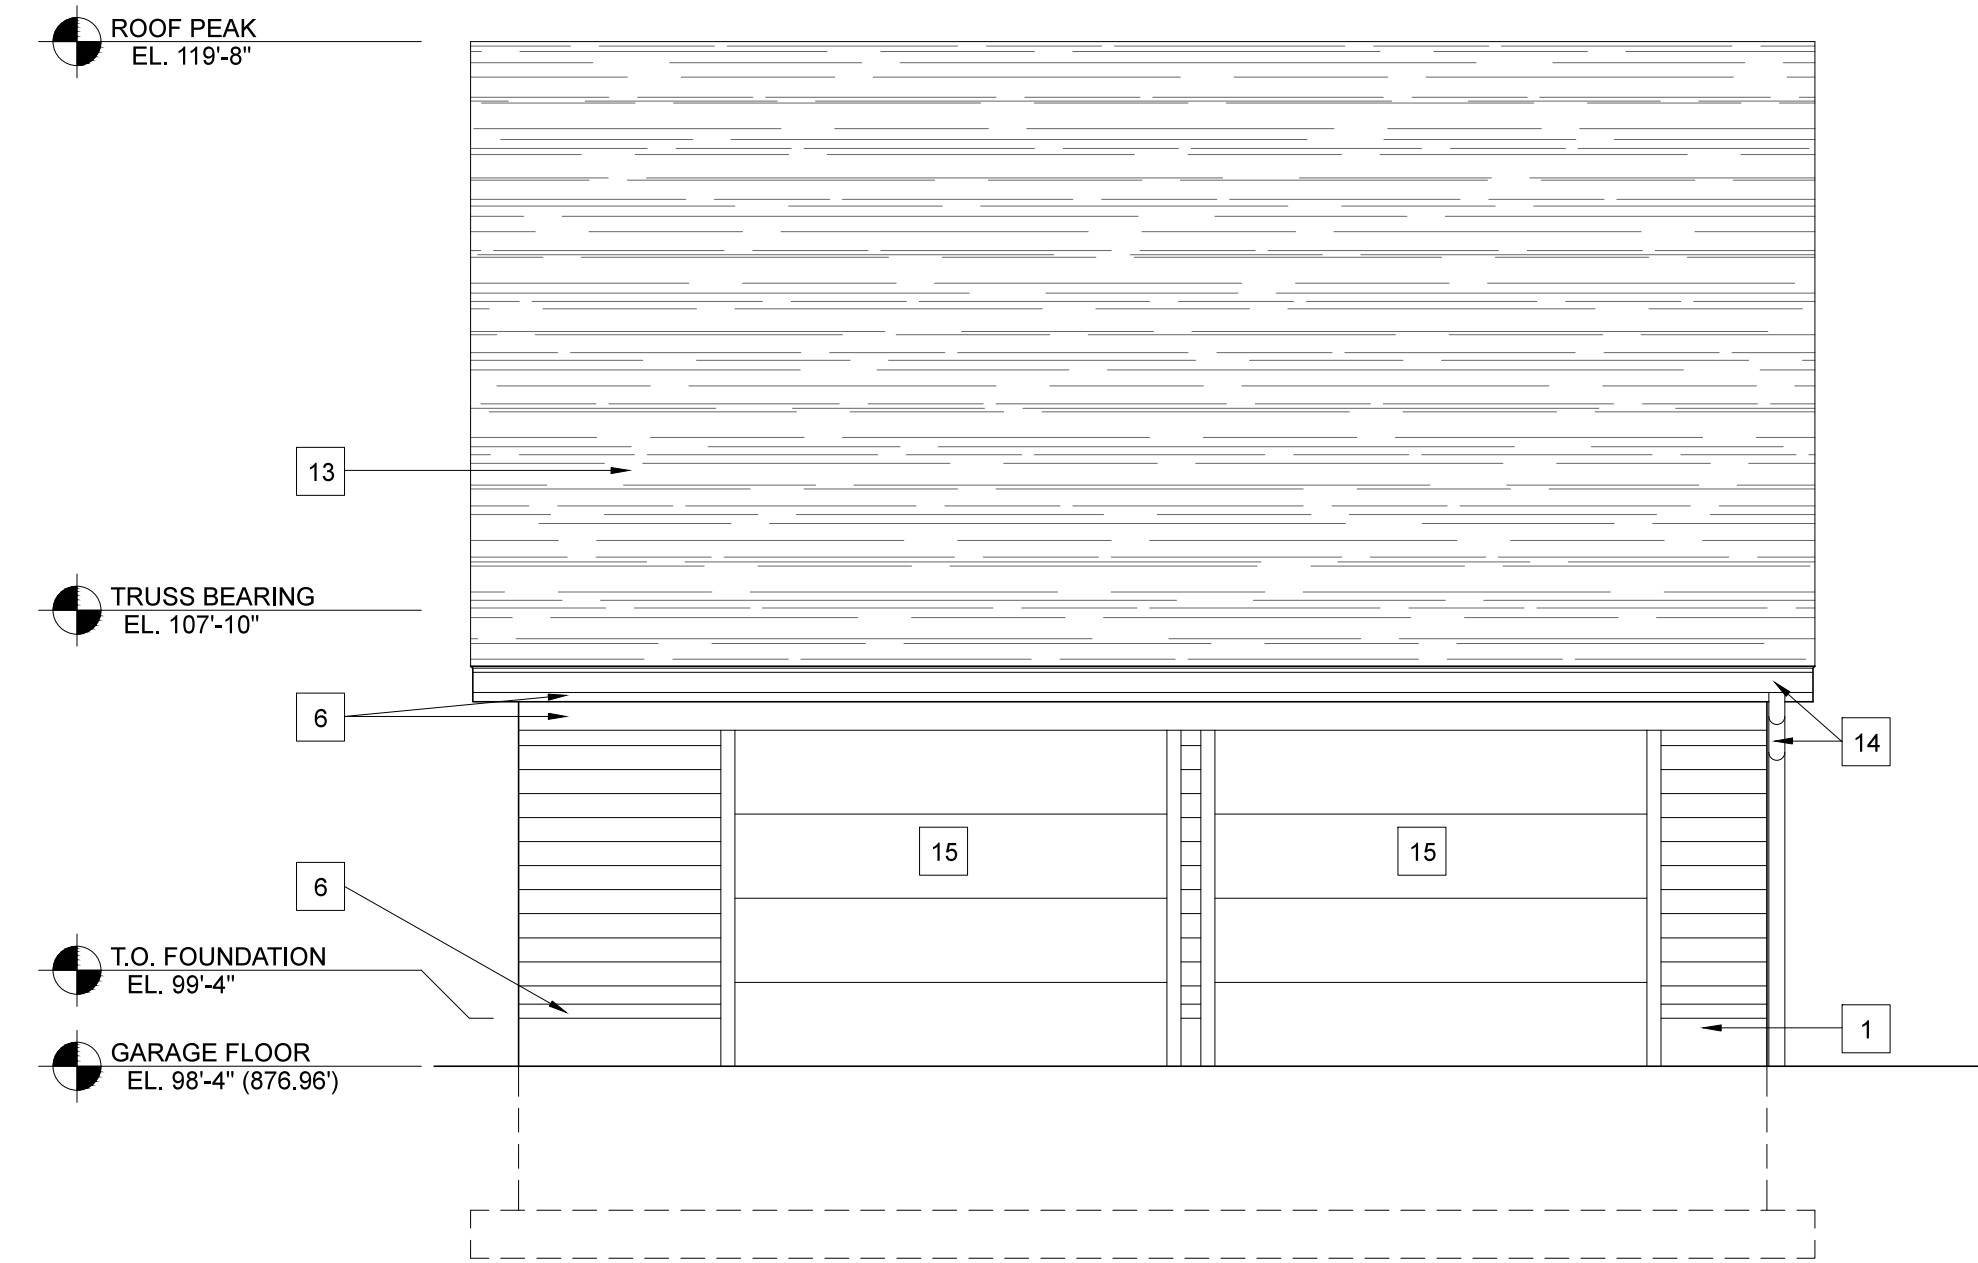 ROOF PEAK
EL. 119'-8"
13
TRUSS BEARING
EL. 107'-10"
6
14
15
15
6
T.O. FOUNDATION
EL. 99'-4"
1
GARAGE FLOOR
EL. 98'-4" (876.96')